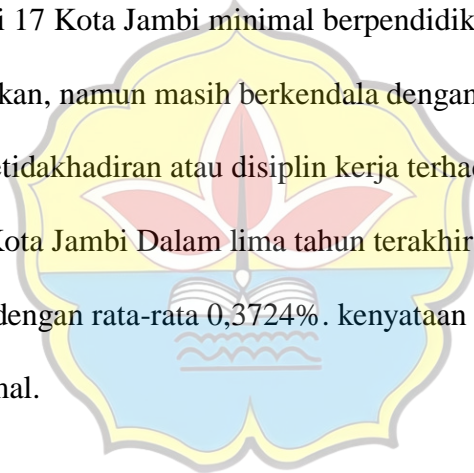 i 17 Kota Jambi minimal berpendidik
kan, namun masih berkendala dengan
etidakhadiran atau disiplin kerja terhad
Kota Jambi Dalam lima tahun terakhir
dengan rata-rata 0,3724%. kenyataan
nal.